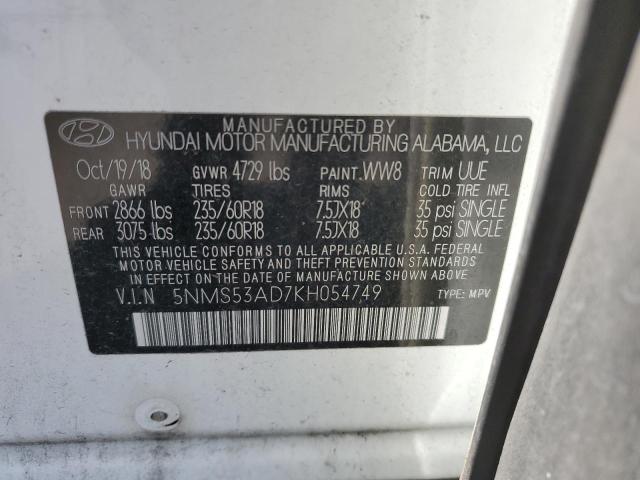 MANUFACTURED BY
HYUNDAI MOTOR MANUFACTURING ALABAMA, LLC
Oct/19/18 GVWR 4729 lbs PAINT. WW8 TRIM UUE
GAWR TIRES RIMS COLD TIRE INFL
FRONT 2866 lbs 235/60R18 7.5JX18 35 psi SINGLE
REAR 3075 lbs 235/60R18 7.5JX18 35 psi SINGLE
THIS VEHICLE CONFORMS TO ALL APPLICABLE U.S.A. FEDERAL
MOTOR VEHICLE SAFETY AND THEFT PREVENTION STANDARDS
IN EFFECT ON THE DATE OF MANUFACTURE SHOWN ABOVE.
V.I.N 5NMS53AD7KH054749 TYPE: MPV